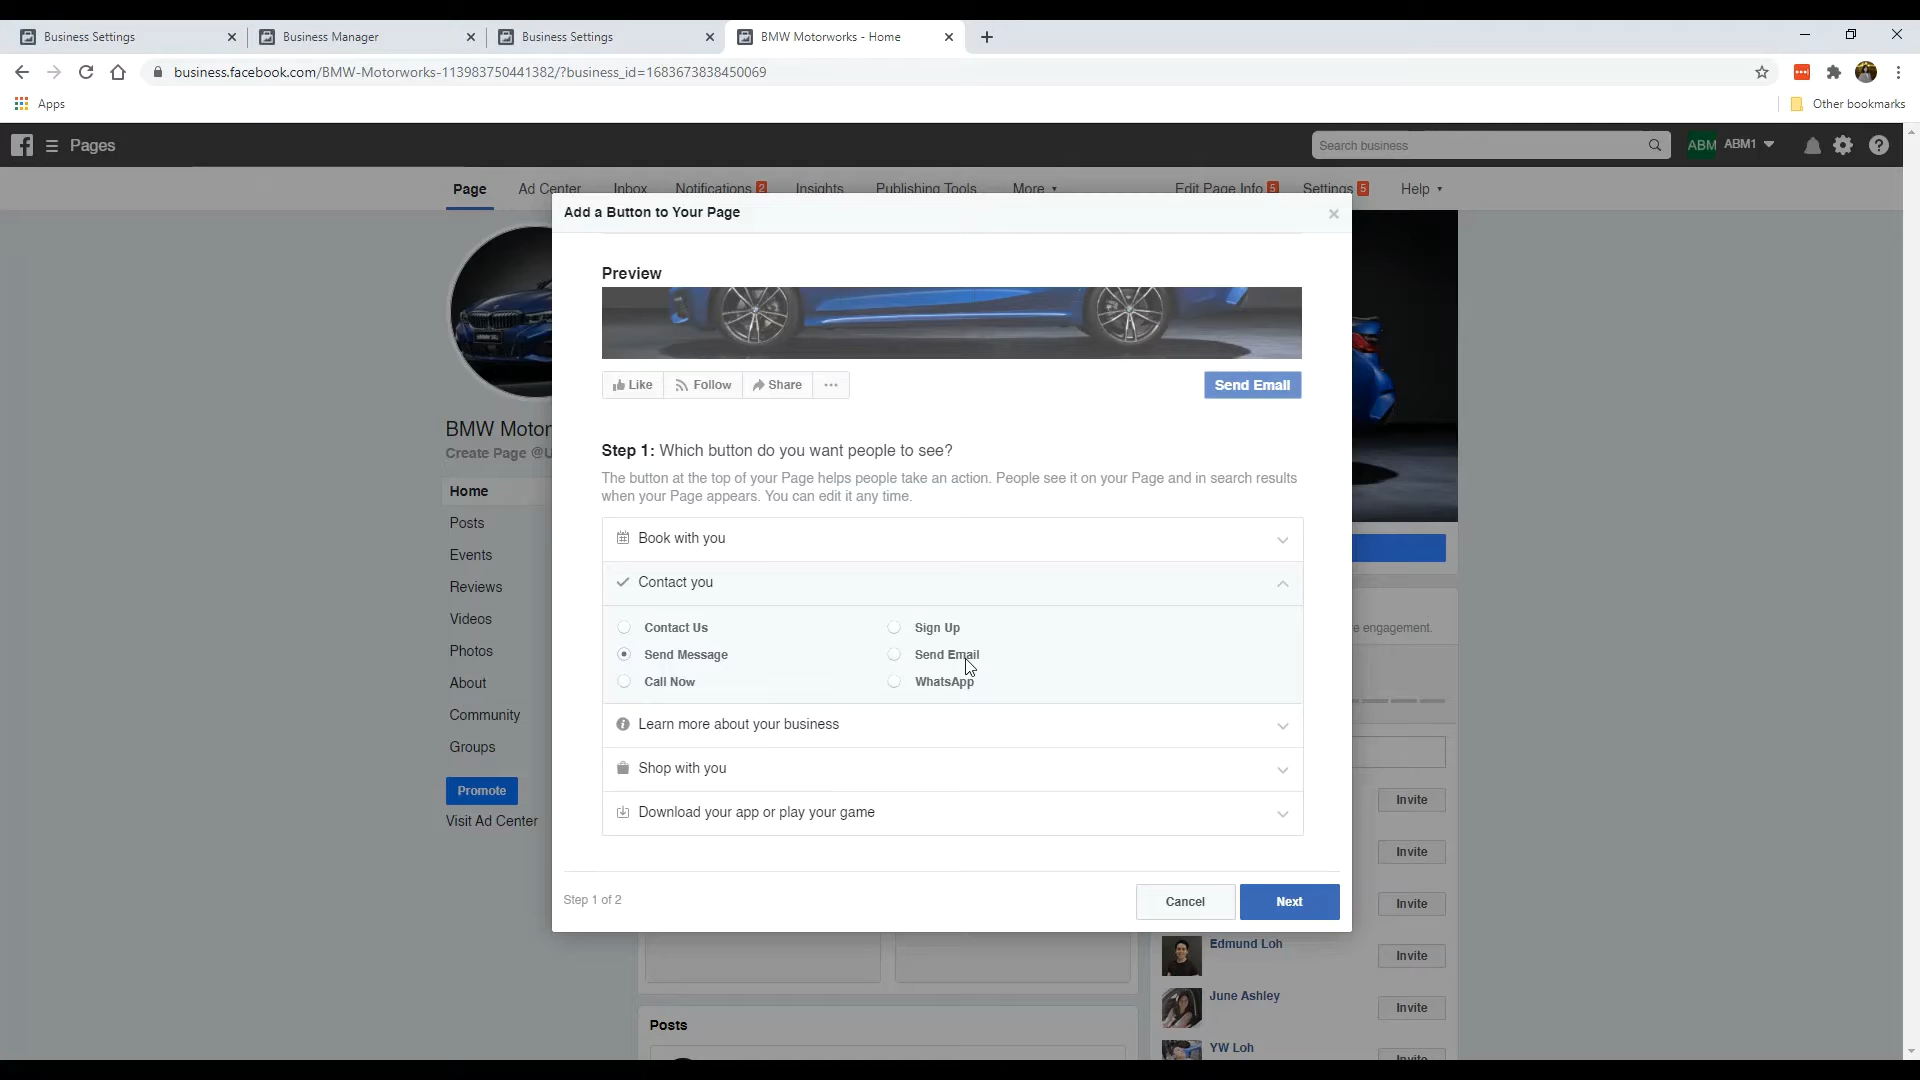 Business Settings
Business Manager
Business Settings
BMW Motorworks - Home
business.facebook.com/BMW-Motorworks-113983750441382/?business_id=1683673838450069
Apps
Other bookmarks
Pages
Search business
ABM
ABM1
Page
Ad Center
Inbox
Notifications 2
Insights
Publishing Tools
More
Edit Page Info 5
Settings 5
Help
Add a Button to Your Page
Preview
Like
Follow
Share
Send Email
BMW Motor
Create Page @U
Home
Posts
Events
Reviews
Videos
Photos
About
Community
Groups
Promote
Visit Ad Center
Step 1: Which button do you want people to see?
The button at the top of your Page helps people take an action. People see it on your Page and in search results
when your Page appears. You can edit it any time.
Book with you
Contact you
Contact Us
Sign Up
Send Message
Send Email
Call Now
WhatsApp
Learn more about your business
Shop with you
Download your app or play your game
Step 1 of 2
Cancel
Next
e engagement.
Invite
Invite
Invite
Edmund Loh
Invite
June Ashley
Invite
YW Loh
Invite
Posts